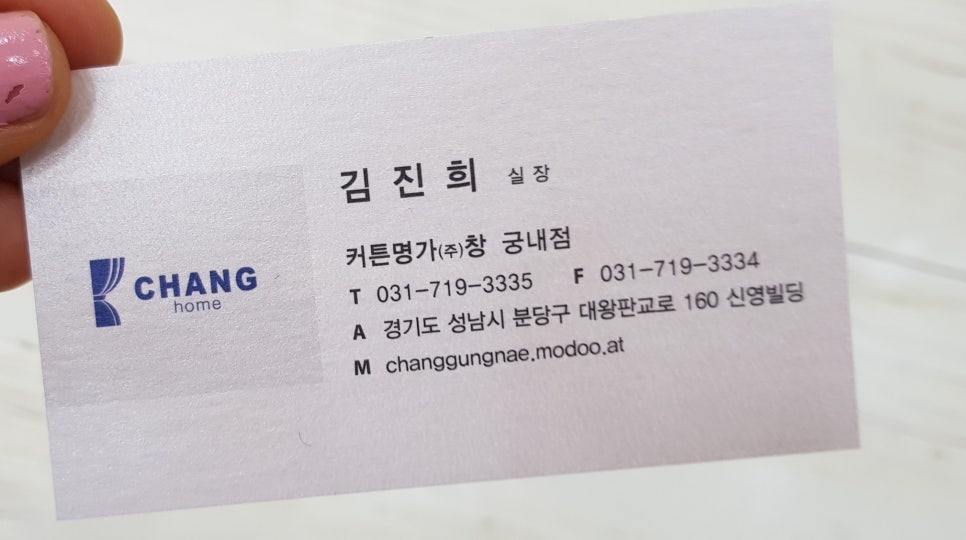 CHANG
home
김진희 실장
커튼명가(주)창 궁내점
T 031-719-3335 F 031-719-3334
A 경기도 성남시 분당구 대왕판교로 160 신영빌딩
M changgungnae.modoo.at